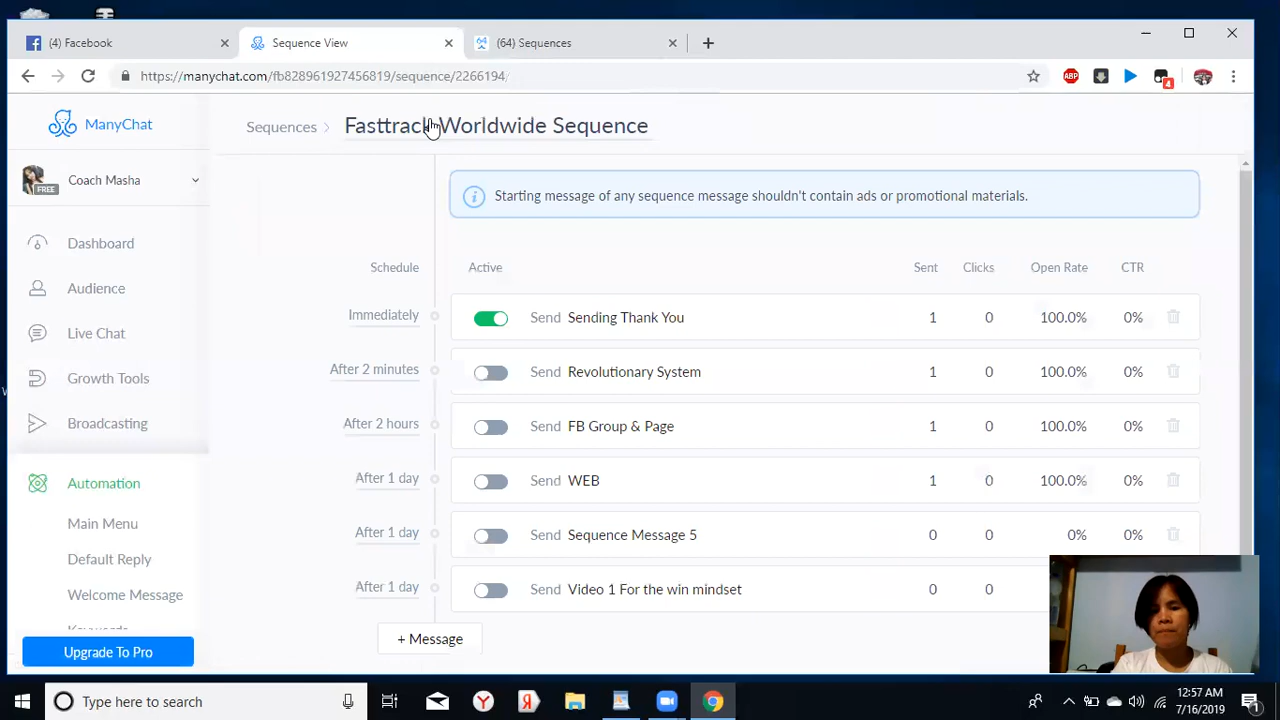 (4) Facebook
Sequence View
(64) Sequences
https://manychat.com/fb828961927456819/sequence/2266194/
ABP
4
ManyChat
Sequences > Fasttrack Worldwide Sequence
FREE
Coach Masha
Starting message of any sequence message shouldn't contain ads or promotional materials.
Dashboard
Audience
Live Chat
Growth Tools
Broadcasting
Automation
Main Menu
Default Reply
Welcome Message
Keywords
Upgrade To Pro
Schedule Active Sent Clicks Open Rate CTR
Immediately Send Sending Thank You 1 0 100.0% 0%
After 2 minutes Send Revolutionary System 1 0 100.0% 0%
After 2 hours Send FB Group & Page 1 0 100.0% 0%
After 1 day Send WEB 1 0 100.0% 0%
After 1 day Send Sequence Message 5 0 0 0% 0%
After 1 day Send Video 1 For the win mindset 0 0
+ Message
Type here to search
12:57 AM
7/16/2019
1